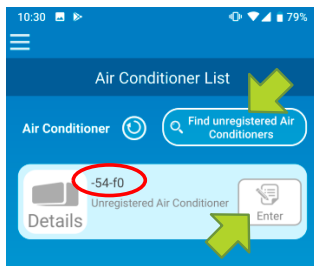 10:30 79%
Air Conditioner List
Air Conditioner
Find unregistered Air
Conditioners
-54-f0
Unregistered Air Conditioner
Details
Enter